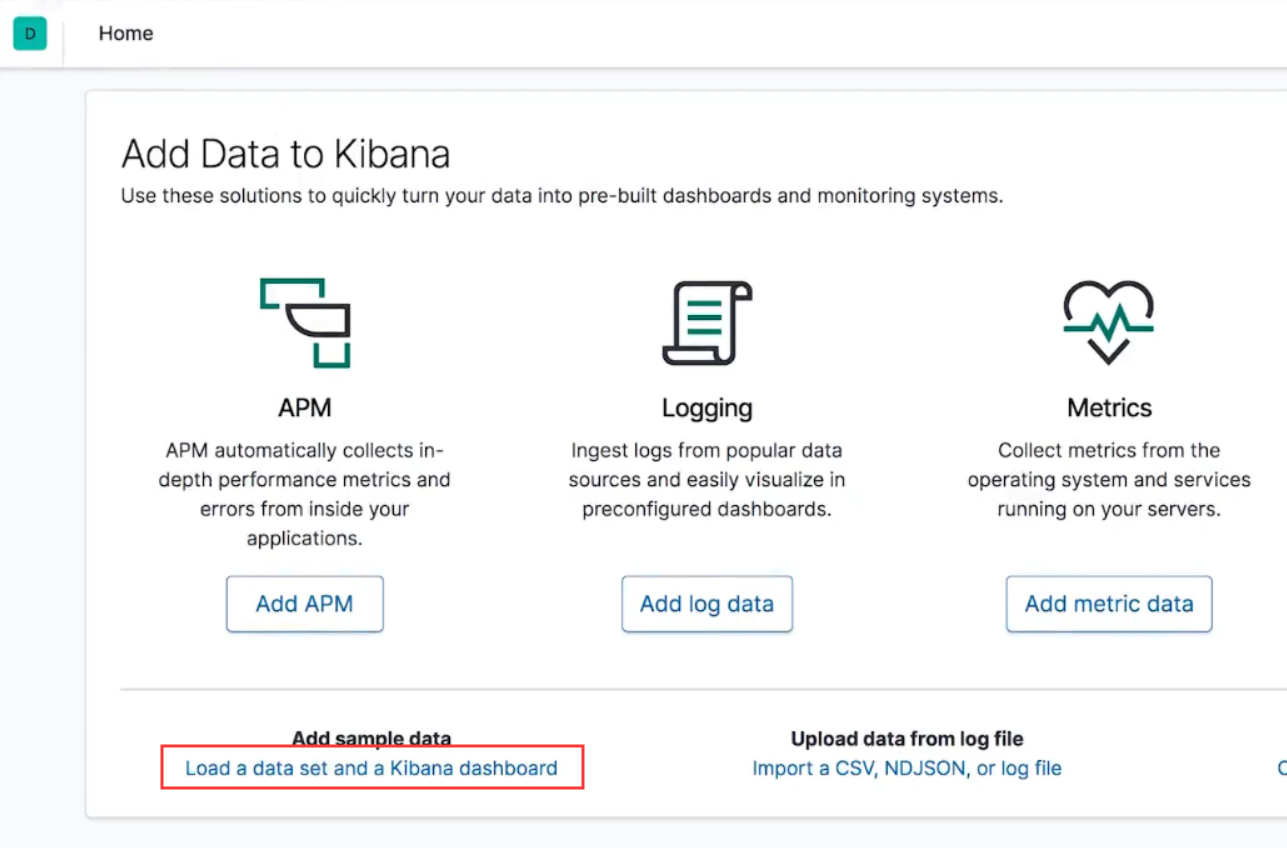 D
Home
Add Data to Kibana
Use these solutions to quickly turn your data into pre-built dashboards and monitoring systems.
APM
APM automatically collects in-
depth performance metrics and
errors from inside your
applications.
Add APM
Logging
Ingest logs from popular data
sources and easily visualize in
preconfigured dashboards.
Add log data
Metrics
Collect metrics from the
operating system and services
running on your servers.
Add metric data
Add sample data
Load a data set and a Kibana dashboard
Upload data from log file
Import a CSV, NDJSON, or log file